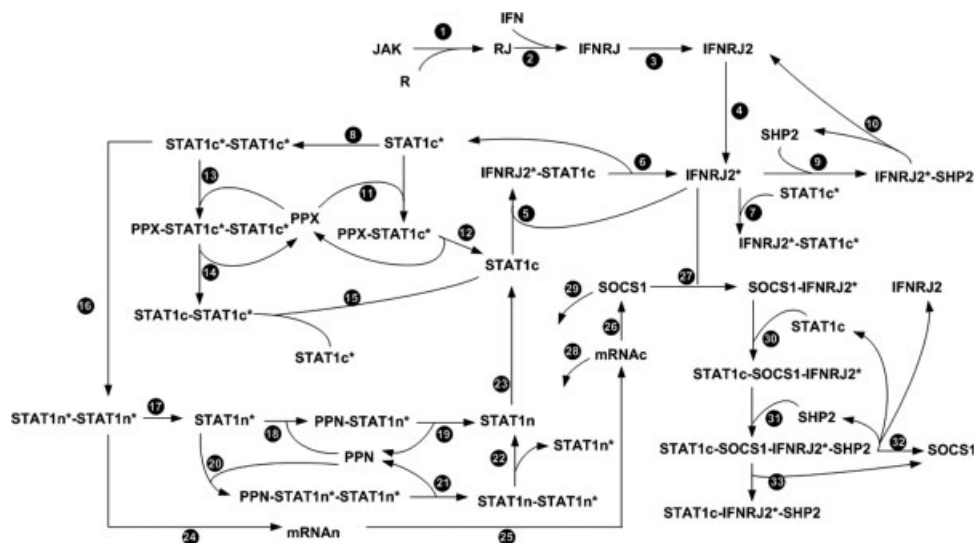 IFN
1
JAK
RJ
2
IFNRJ
3
IFNRJ2
R
4
10
SHP2
STAT1c*-STAT1c*
8
STAT1c*
6
9
IFNRJ2*-STAT1c
IFNRJ2*
IFNRJ2*-SHP2
13
11
STAT1c*
PPX
5
7
PPX-STAT1c*-STAT1c*
PPX-STAT1c*
12
IFNRJ2*-STAT1c*
14
STAT1c
27
15
29
SOCS1
SOCS1-IFNRJ2*
IFNRJ2
16
STAT1c-STAT1c*
26
STAT1c
30
STAT1c*
28
mRNAc
STAT1c-SOCS1-IFNRJ2*
23
17
31
SHP2
STAT1n*-STAT1n*
STAT1n*
PPN-STAT1n*
STAT1n
18
19
32
STAT1n*
STAT1c-SOCS1-IFNRJ2*-SHP2
SOCS1
20
PPN
22
33
21
PPN-STAT1n*-STAT1n*
STAT1n-STAT1n*
STAT1c-IFNRJ2*-SHP2
24
mRNAn
25